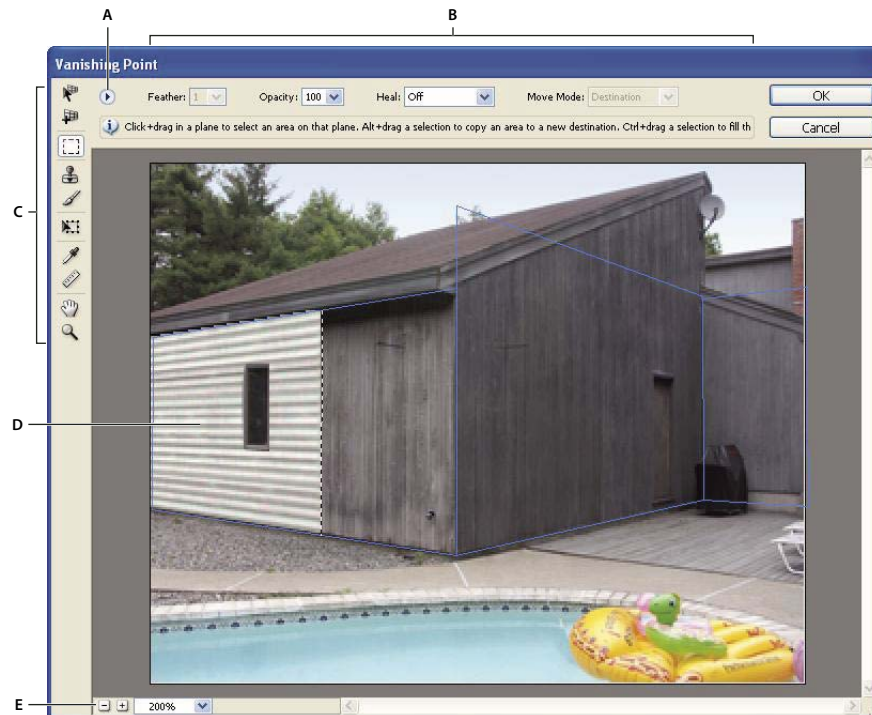 A
B
Vanishing Point
Feather: 1
Opacity: 100
Heal: Off
Move Mode: Destination
OK
Click+drag in a plane to select an area on that plane. Alt+drag a selection to copy an area to a new destination. Ctrl+drag a selection to fill th
Cancel
C
D
E
200%